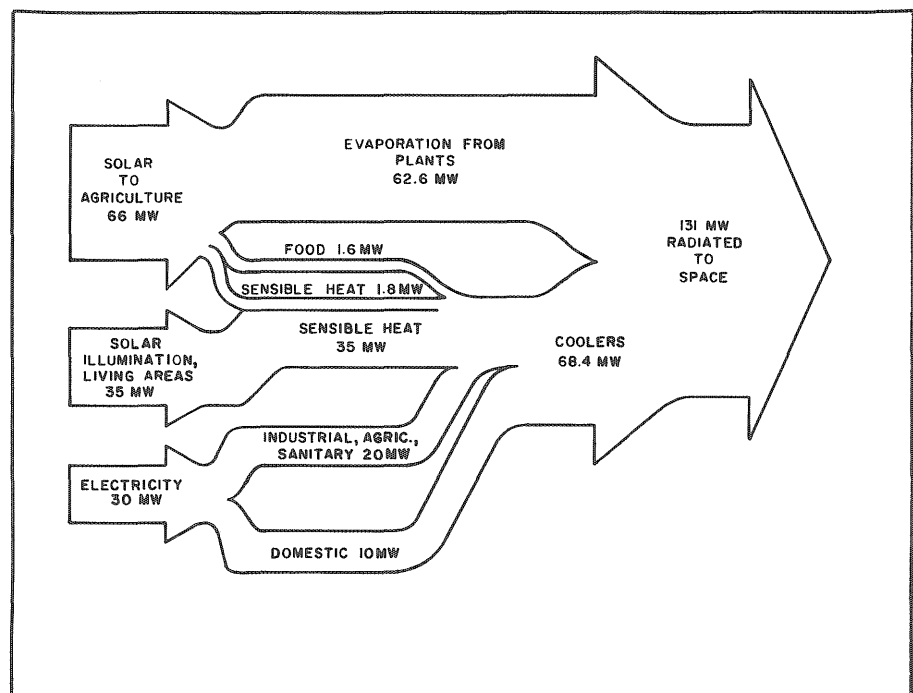 SOLAR
TO
AGRICULTURE
66 MW
EVAPORATION FROM
PLANTS
62.6 MW
FOOD 1.6 MW
SENSIBLE HEAT 1.8 MW
SENSIBLE HEAT
35 MW
SOLAR
ILLUMINATION,
LIVING AREAS
35 MW
INDUSTRIAL, AGRIC.,
SANITARY 20 MW
ELECTRICITY
30 MW
DOMESTIC 10 MW
COOLERS
68.4 MW
131 MW
RADIATED
TO
SPACE